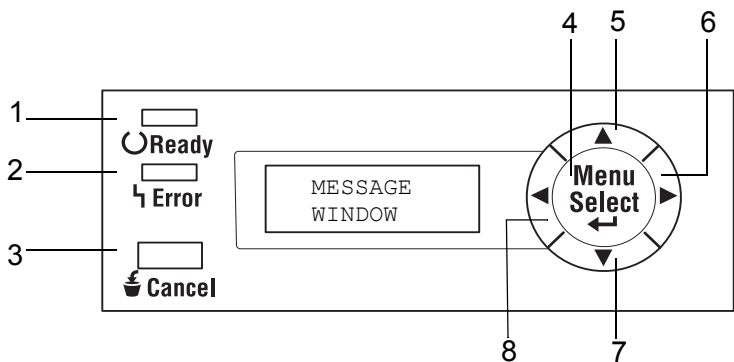 4 5 6
1
Ready
2
Error
MESSAGE
WINDOW
Menu
Select
3
Cancel
8 7